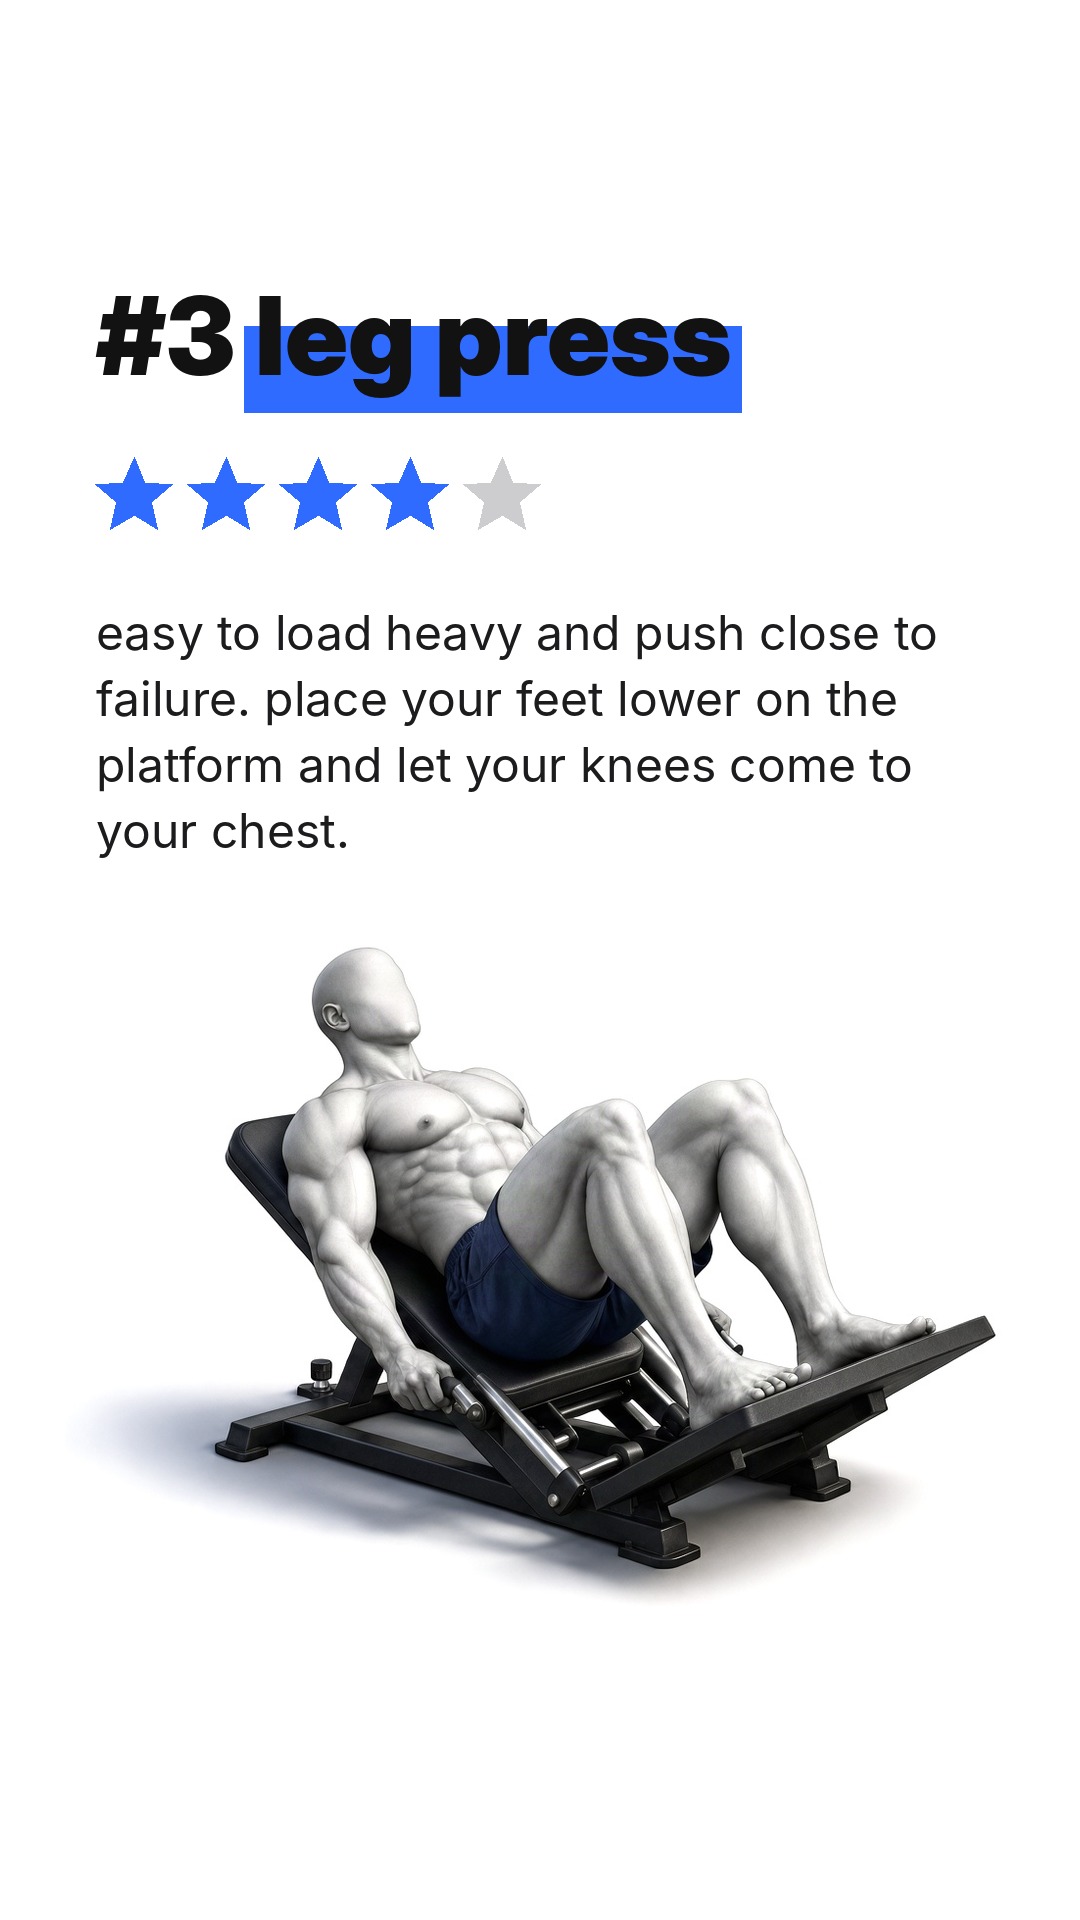 #3 leg press
easy to load heavy and push close to
failure. place your feet lower on the
platform and let your knees come to
your chest.